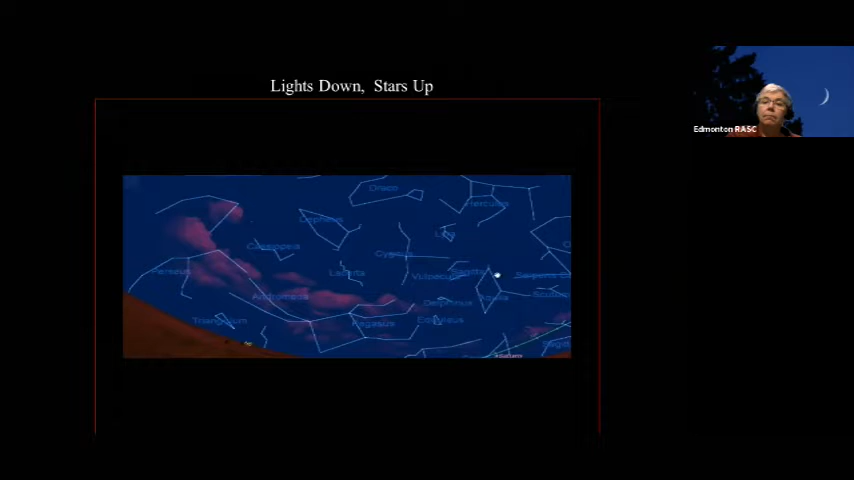 Lights Down, Stars Up
Edmonton RASC
Draco
Hercules
Cepheus
Lyra
Cassiopeia
Cygnus
Perseus
Lacerta
Vulpecula
Sagitta
Andromeda
Delphinus
Aquila
Triangulum
Pegasus
Equuleus